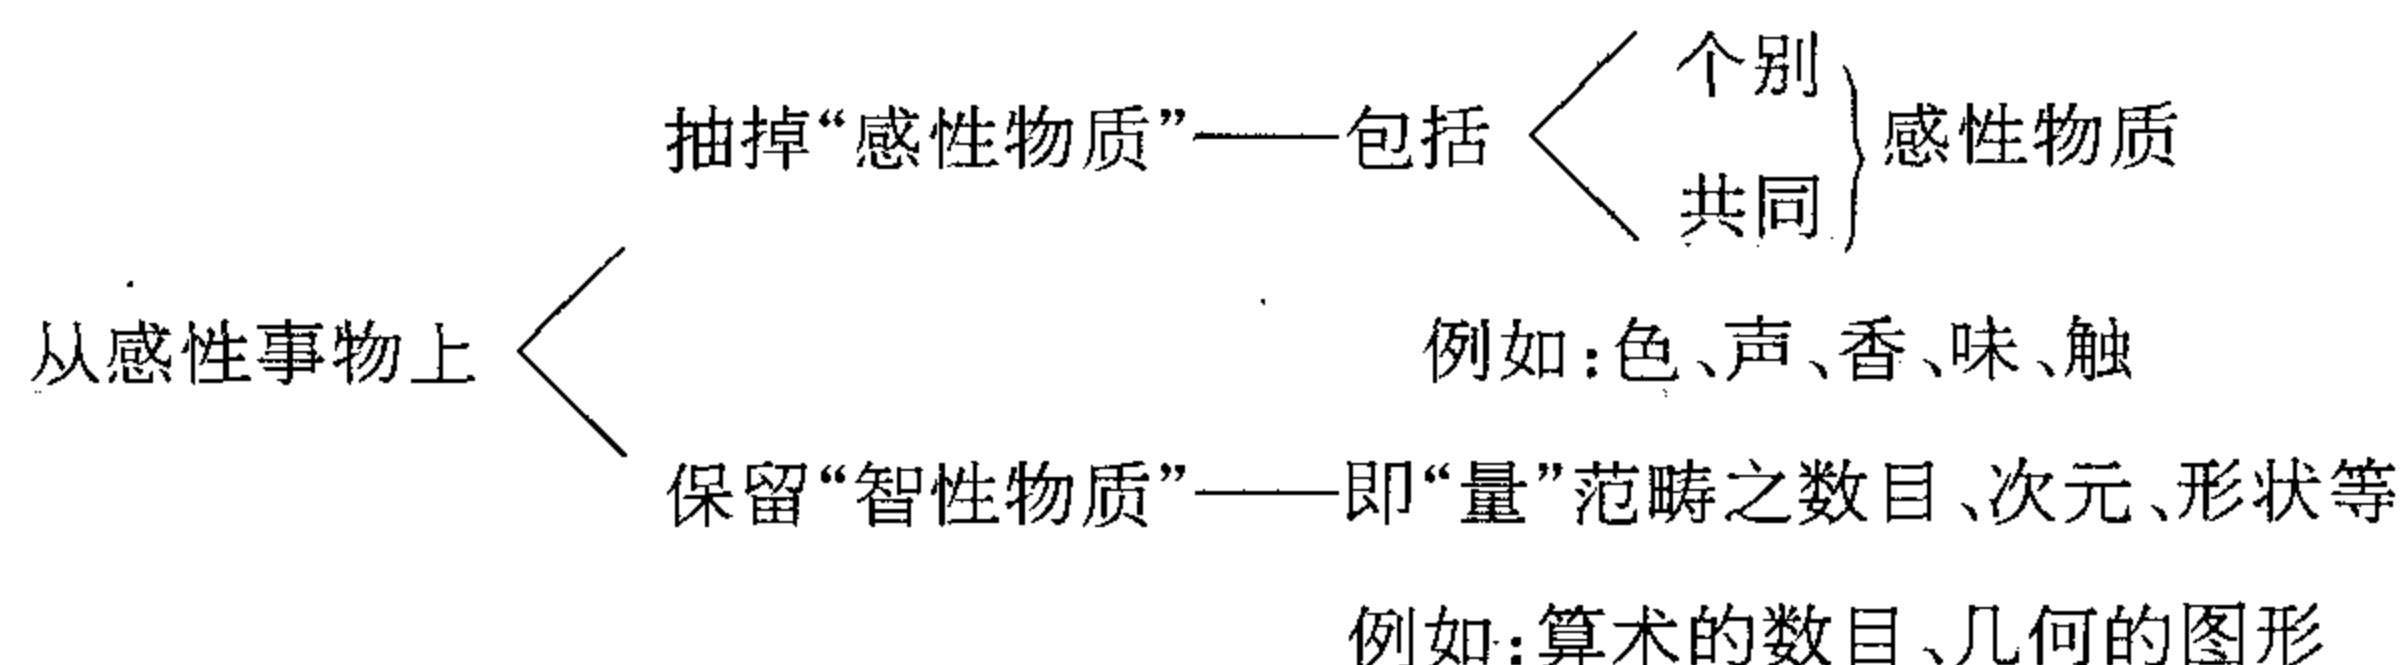 个别
抽掉“感性物质”——包括 感性物质
共同
从感性事物上
例如:色、声、香、味、触
保留“智性物质”——即“量”范畴之数目、次元、形状等
例如:算术的数目、几何的图形